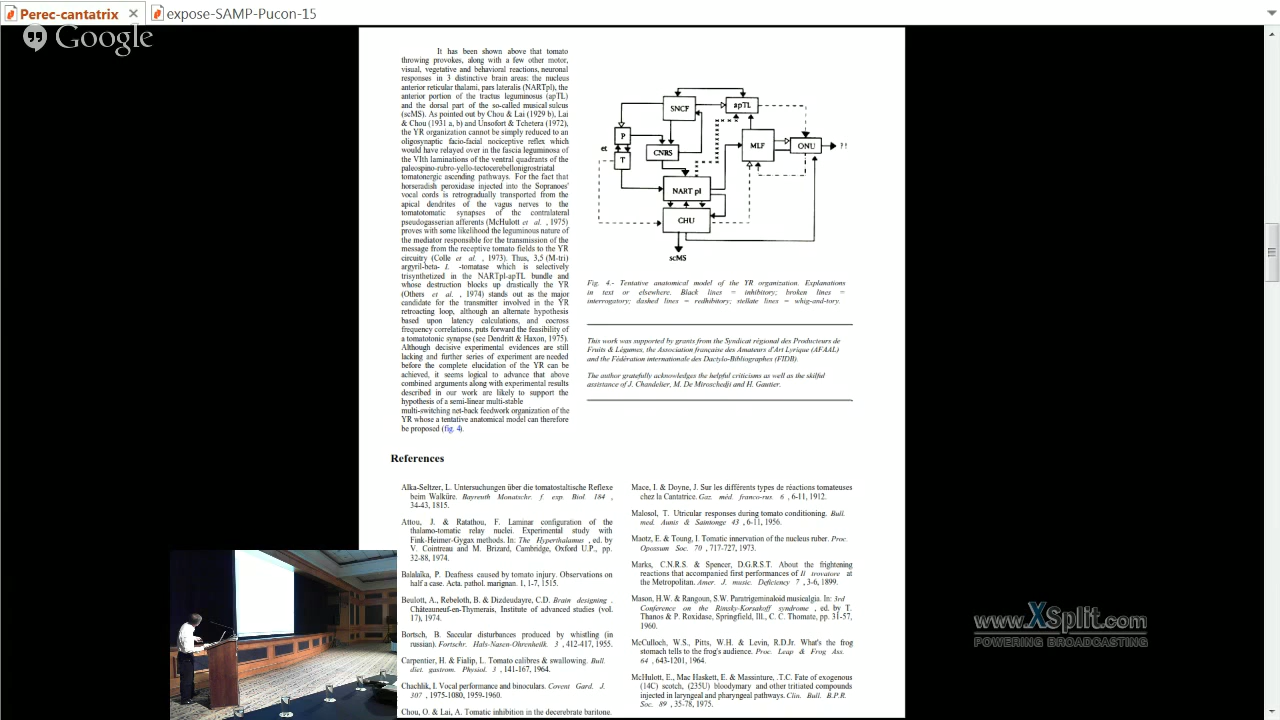 Perec-cantatrix
expose-SAMP-Pucon-15
Google
It has been shown above that tomato
throwing provokes, along with a few other motor,
visual, vegetative and behavioral reactions, neuronal
responses in 3 distinctive brain areas: the nucleus
anterior reticular thalami, pars lateralis (NARTpl), the
anterior portion of the tractus leguminosus (apTL)
and the dorsal part of the so-called musical sulcus
(scMS). As pointed out by Chou & Lai (1929 b), Lai
& Chou (1931 a, b) and Unsofort & Tchetera (1972),
the YR organization cannot be simply reduced to an
oligosynaptic facio-facial nociceptive reflex which
would have relayed over in the fascia leguminosa of
the VIth laminations of the ventral quadrants of the
paleospino-rubro-yello-tectocerebellonigrostriatal
tomatonergic ascending pathways. For the fact that
horseradish peroxidase injected into the Sopranoes'
vocal cords is retrogradally transported from the
apical dendrites of the vagus nerves to the
tomatotomatic synapses of the contralateral
pseudogasserian afferents (McHulott et al. , 1975)
proves with some likelihood the leguminous nature of
the mediator responsible for the transmission of the
message from the receptive tomato fields to the YR
circuitry (Colle et al. , 1973). Thus, 3,5 (M-tri)
argyril-beta- L -tomatase which is selectively
trisynthetized in the NARTpl-apTL bundle and
whose destruction blocks up drastically the YR
(Others et al. , 1974) stands out as the major
candidate for the transmitter involved in the YR
retroacting loop, although an alternate hypothesis
based upon latency calculations, and cocross
frequency correlations, puts forward the feasibility of
a tomatotonic synapse (see Dendritt & Haxon, 1975).
Although decisive experimental evidences are still
lacking and further series of experiment are needed
before the complete elucidation of the YR can be
achieved, it seems logical to advance that above
combined arguments along with experimental results
described in our work are likely to support the
hypothesis of a semi-linear multi-stable
multi-switching net-back feedwork organization of the
YR whose a tentative anatomical model can therefore
be proposed (fig. 4).
SNCF
apTL
P
et
T
CNRS
MLF
ONU
?!
NART pl
CHU
scMS
Fig. 4.- Tentative anatomical model of the YR organization. Explanations
in text or elsewhere. Black lines = inhibitory; broken lines =
interrogatory; dashed lines = redhibitory; stellate lines = whig-and-tory.
This work was supported by grants from the Syndicat régional des Producteurs de
Fruits & Légumes, the Association française des Amateurs d'Art Lyrique (AFAAL)
and the Fédération internationale des Dactylo-Bibliographes (FIDB).
The author gratefully acknowledges the helpful criticisms as well as the skilful
assistance of J. Chandelier, M. De Miroschedji and H. Gautier.
References
Alka-Seltzer, L. Untersuchungen über die tomatostaltische Reflexe
beim Walküre. Bayreuth Monatschr. f. exp. Biol. 184 ,
34-43, 1815.
Attou, J. & Ratathou, F. Laminar configuration of the
thalamo-tomatic relay nuclei. Experimental study with
Fink-Heimer-Gygax methods. In: The Hyperthalamus , ed. by
V. Cointreau and M. Brizard, Cambridge, Oxford U.P., pp.
32-88, 1974.
Balalaïka, P. Deafness caused by tomato injury. Observations on
half a case. Acta. pathol. marignan. 1, 1-7, 1515.
Beulott, A., Rebeloth, B. & Dizdeudayre, C.D. Brain designing .
Châteauneuf-en-Thymerais, Institute of advanced studies (vol.
17), 1974.
Bortsch, B. Saccular disturbances produced by whistling (in
russian). Fortschr. Hals-Nasen-Ohrenheilk. 3 , 412-417, 1955.
Carpentier, H. & Fialip, L. Tomato calibres & swallowing. Bull.
diet. gastrom. Physiol. 3 , 141-167, 1964.
Chachlik, I. Vocal performance and binoculars. Covent Gard. J.
307 , 1975-1080, 1959-1960.
Chou, O. & Lai, A. Tomatic inhibition in the decerebrate baritone.
Mace, I. & Doyne, J. Sur les différents types de réactions tomateuses
chez la Cantatrice. Gaz. méd. franco-rus. 6 , 6-11, 1912.
Malosol, T. Utricular responses during tomato conditioning. Bull.
med. Aunis & Saintonge 43 , 6-11, 1956.
Maotz, E. & Toung, I. Tomatic innervation of the nucleus ruber. Proc.
Opossum Soc. 70 , 717-727, 1973.
Marks, C.N.R.S. & Spencer, D.G.R.S.T. About the frightening
reactions that accompanied first performances of Il trovatore at
the Metropolitan. Amer. J. music. Deficiency 7 , 3-6, 1899.
Mason, H.W. & Rangoun, S.W. Paratrigeminaloid musicalgia. In: 3rd
Conference on the Rimsky-Korsakoff syndrome , ed. by T.
Thanos & P. Roxidase, Springfield, Ill., C. C. Thomate, pp. 31-57,
1960.
McCulloch, W.S., Pitts, W.H. & Levin, R.D.Jr. What's the frog
stomach tells to the frog's audience. Proc. Leap & Frog Ass.
64 , 643-1201, 1964.
McHulott, E., Mac Haskett, E. & Massinture, .T.C. Fate of exogenous
(14C) scotch, (235U) bloodymary and other tritiated compounds
injected in laryngeal and pharyngeal pathways. Clin. Bull. B.P.R.
Soc. 89 , 35-78, 1975.
www.XSplit.com
POWERING BROADCASTING